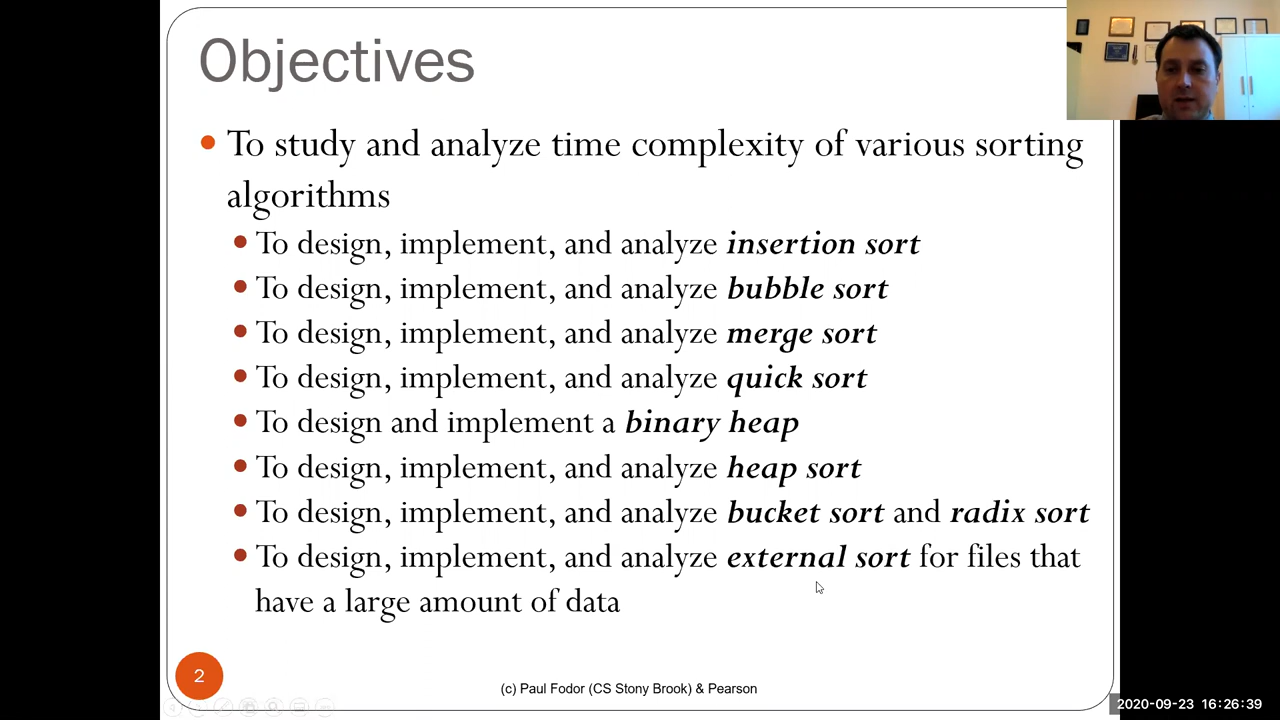 Objectives
• To study and analyze time complexity of various sorting
algorithms
• To design, implement, and analyze insertion sort
• To design, implement, and analyze bubble sort
• To design, implement, and analyze merge sort
• To design, implement, and analyze quick sort
• To design and implement a binary heap
• To design, implement, and analyze heap sort
• To design, implement, and analyze bucket sort and radix sort
• To design, implement, and analyze external sort for files that
have a large amount of data
2
(c) Paul Fodor (CS Stony Brook) & Pearson
2020-09-23 16:26:39